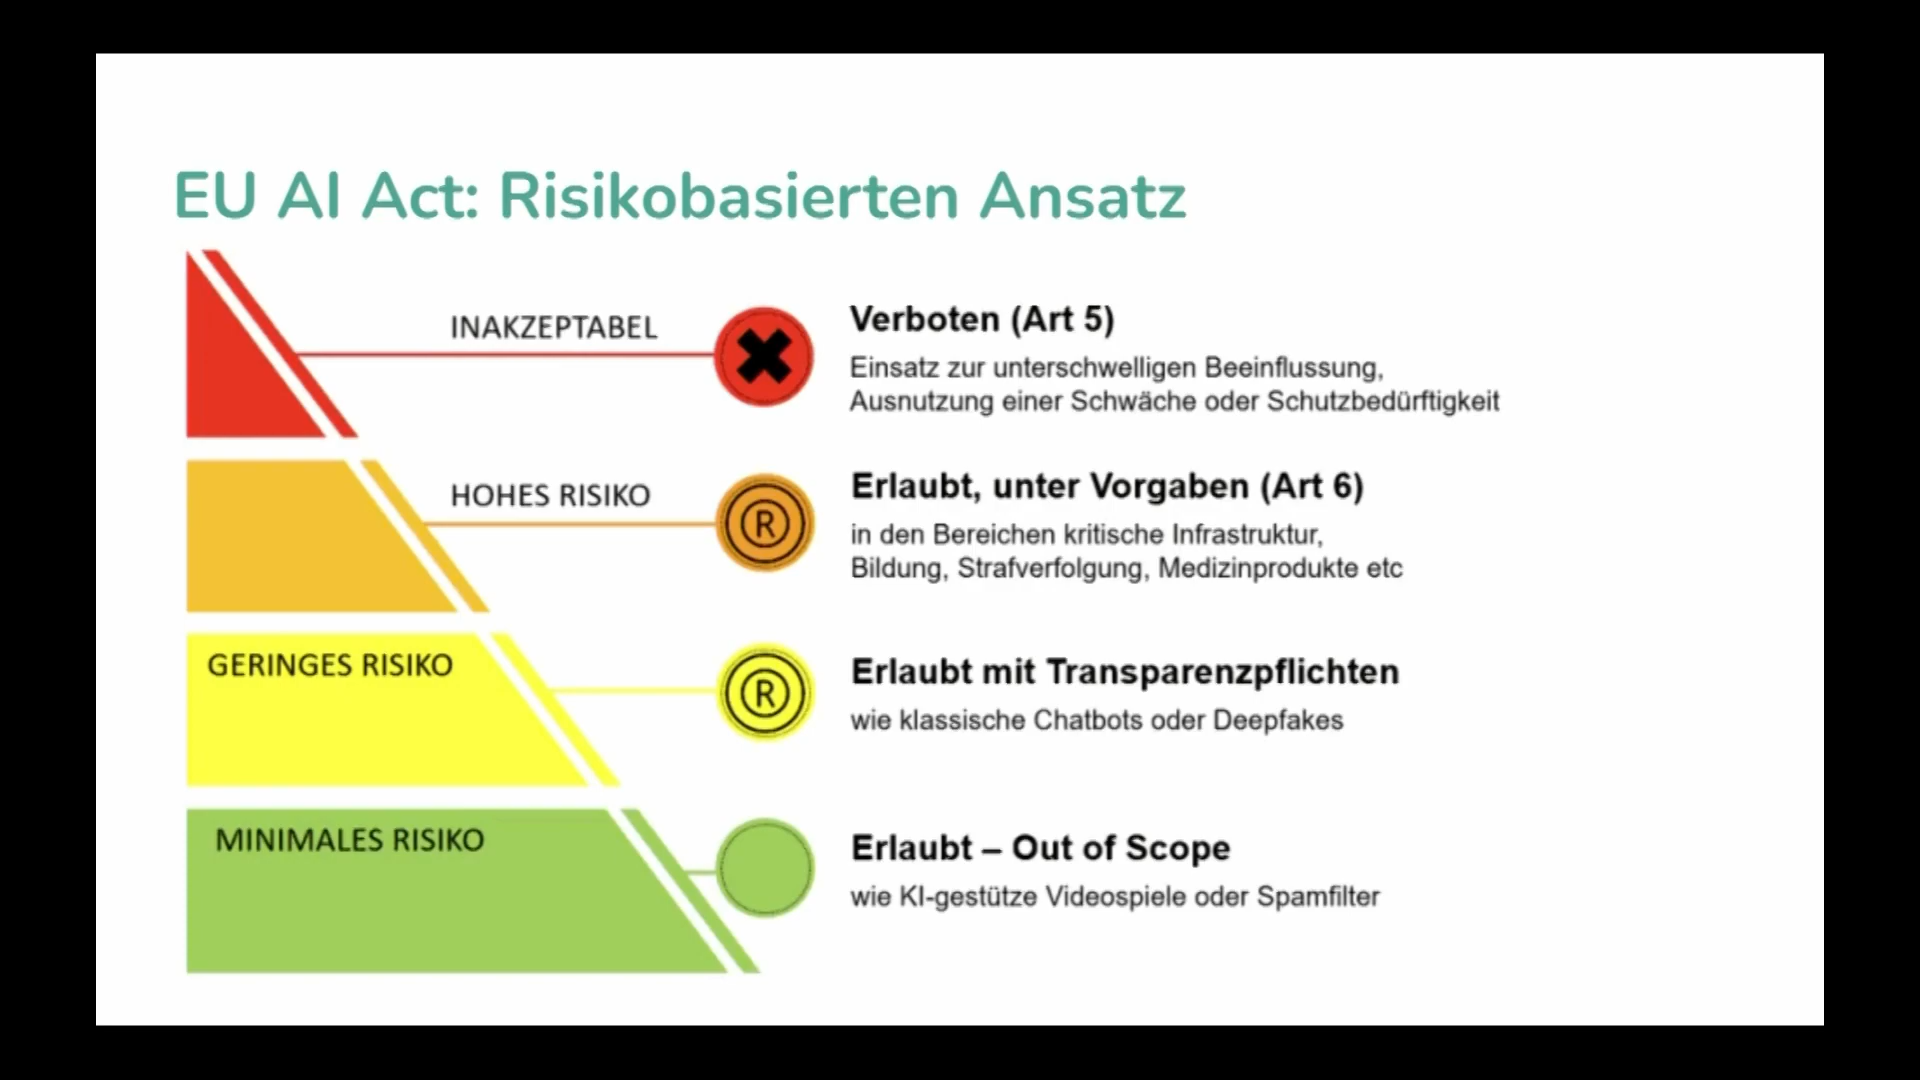 EU AI Act: Risikobasierten Ansatz
INAKZEPTABEL
Verboten (Art 5)
Einsatz zur unterschwelligen Beeinflussung,
Ausnutzung einer Schwäche oder Schutzbedürftigkeit
HOHES RISIKO
R
Erlaubt, unter Vorgaben (Art 6)
in den Bereichen kritische Infrastruktur,
Bildung, Strafverfolgung, Medizinprodukte etc
GERINGES RISIKO
R
Erlaubt mit Transparenzpflichten
wie klassische Chatbots oder Deepfakes
MINIMALES RISIKO
Erlaubt – Out of Scope
wie KI-gestütze Videospiele oder Spamfilter